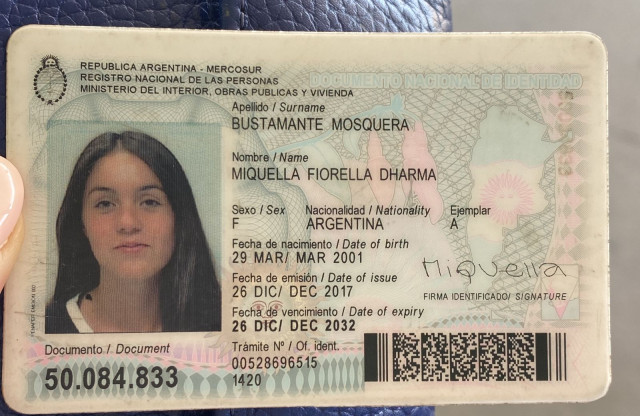 REPUBLICA ARGENTINA - MERCOSUR
REGISTRO NACIONAL DE LAS PERSONAS
MINISTERIO DEL INTERIOR, OBRAS PUBLICAS Y VIVIENDA
DOCUMENTO NACIONAL DE IDENTIDAD
Apellido / Surname
BUSTAMANTE MOSQUERA
Nombre / Name
MIQUELLA FIORELLA DHARMA
Sexo / Sex Nacionalidad / Nationality Ejemplar
F ARGENTINA A
Fecha de nacimiento / Date of birth
29 MAR/ MAR 2001
Fecha de emisión / Date of issue
26 DIC/ DEC 2017
Miquella
FIRMA IDENTIFICADO/ SIGNATURE
Fecha de vencimiento / Date of expiry
26 DIC/ DEC 2032
Documento / Document
50.084.833
Trámite Nº / Of. ident.
00528696515
1420